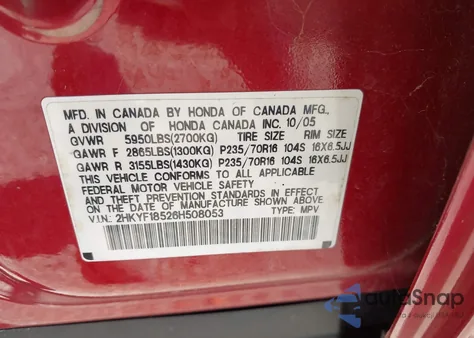 MFD. IN CANADA BY HONDA OF CANADA MFG.,
A DIVISION OF HONDA CANADA INC. 10/05
GVWR 5950LBS(2700KG) TIRE SIZE RIM SIZE
GAWR F 2865LBS(1300KG) P235/70R16 104S 16X6.5JJ
GAWR R 3155LBS(1430KG) P235/70R16 104S 16X6.5JJ
THIS VEHICLE CONFORMS TO ALL APPLICABLE
FEDERAL MOTOR VEHICLE SAFETY AND
THEFT PREVENTION STANDARDS IN EFFECT ON
THE DATE OF MANUFACTURE SHOWN ABOVE.
V.I.N.: 2HKYF18526H508053 TYPE: MPV
autoSnap